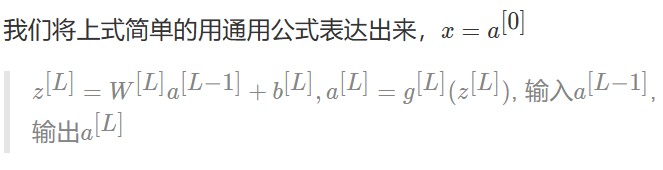 我们将上式简单的用通用公式表达出来，x = a^{[0]}
z^{[L]} = W^{[L]}a^{[L-1]} + b^{[L]}, a^{[L]} = g^{[L]}(z^{[L]}), 输入a^{[L-1]},
输出a^{[L]}